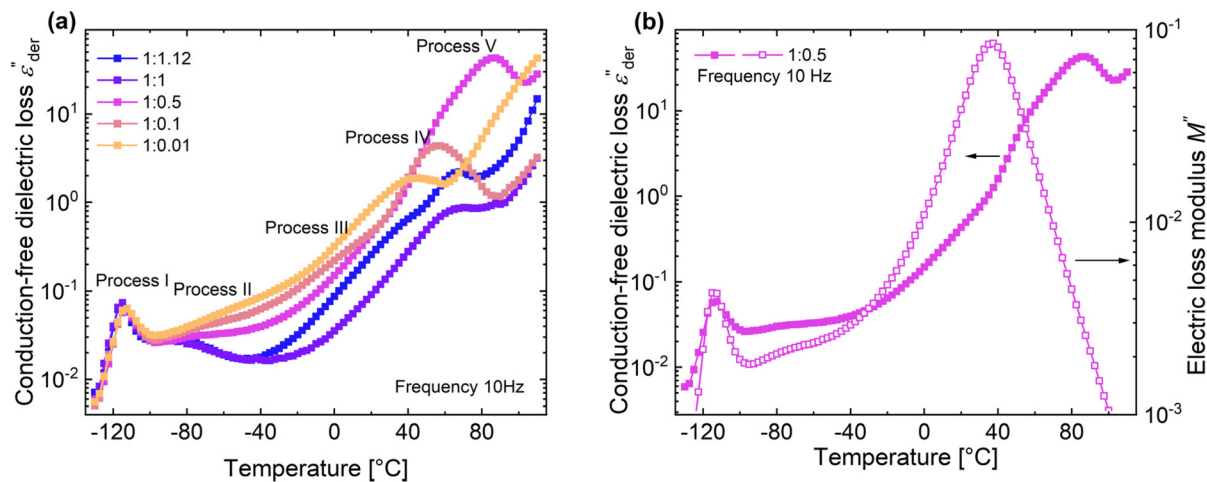 (a)
Conduction-free dielectric loss ε"der
10¹
10⁰
10⁻¹
10⁻²
1:1.12
1:1
1:0.5
1:0.1
1:0.01
Process V
Process IV
Process III
Process I
Process II
Frequency 10Hz
-120 -80 -40 0 40 80
Temperature [°C]
(b)
Conduction-free dielectric loss ε"der
10¹
10⁰
10⁻¹
10⁻²
1:0.5
Frequency 10 Hz
-120 -80 -40 0 40 80
Temperature [°C]
10⁻¹
10⁻²
10⁻³
Electric loss modulus M"